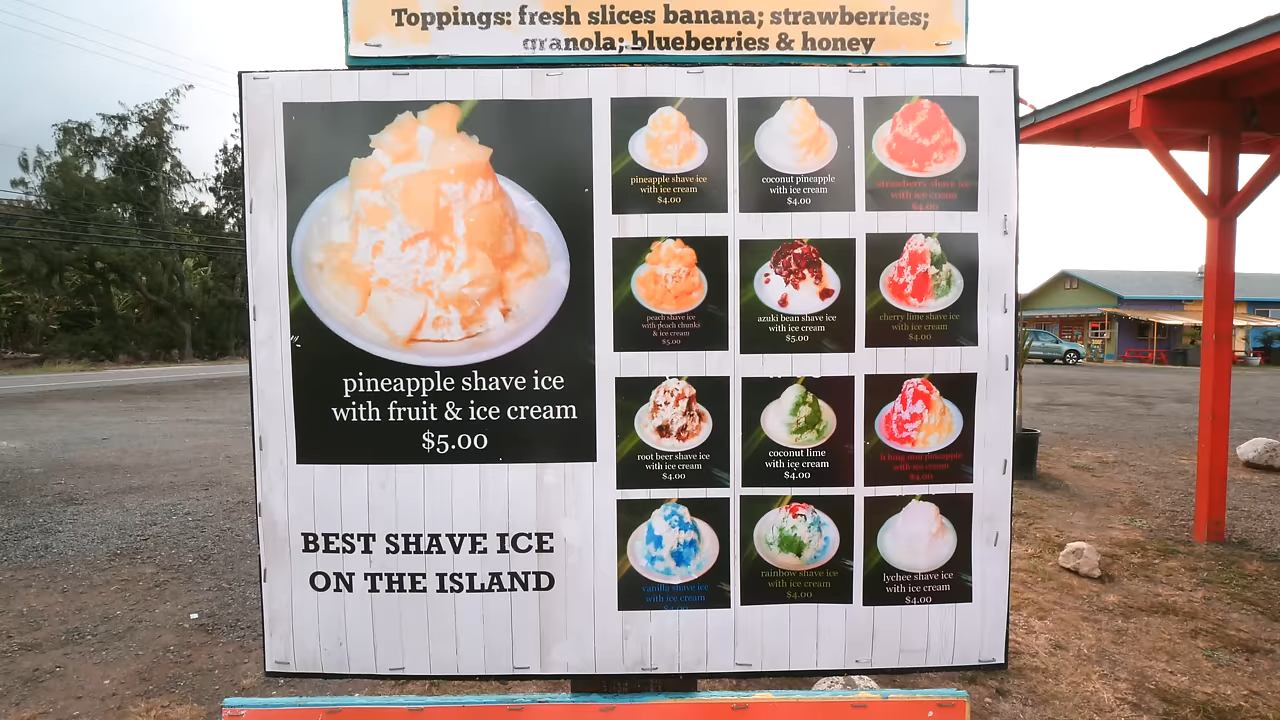 Toppings: fresh slices banana; strawberries;
granola; blueberries & honey
pineapple shave ice
with fruit & ice cream
$5.00
BEST SHAVE ICE
ON THE ISLAND
pineapple shave ice
with ice cream
$4.00
coconut pineapple
with ice cream
$4.00
strawberry shave ice
with ice cream
$4.00
peach shave ice
with peach chunks
& ice cream
$5.00
azuki bean shave ice
with ice cream
$5.00
cherry lime shave ice
with ice cream
$4.00
root beer shave ice
with ice cream
$4.00
coconut lime
with ice cream
$4.00
li hing mui pineapple
with ice cream
$4.00
vanilla shave ice
with ice cream
$4.00
rainbow shave ice
with ice cream
$4.00
lychee shave ice
with ice cream
$4.00